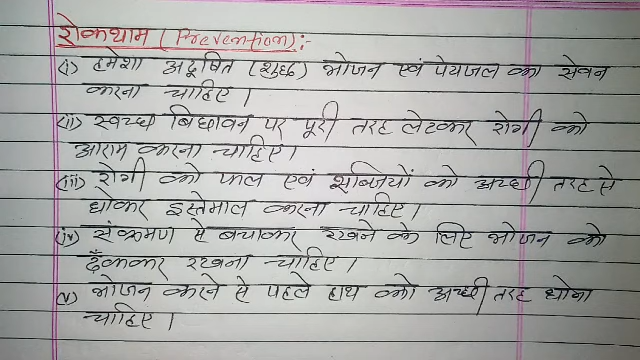 रोकथाम (Prevention):-
(i) हमेशा अदूषित (शुद्ध) भोजन एवं पेयजल का सेवन
करना चाहिए।
(ii) स्वच्छ बिछावन पर पूरी तरह लेटकर रोगी को
आराम करना चाहिए।
(iii) रोगी को फल एवं सब्जियों को अच्छी तरह से
धोकर इस्तेमाल करना चाहिए।
(iv) संक्रमण से बचाकर रखने के लिए भोजन को
ढँककर रखना चाहिए।
(v) भोजन करने से पहले हाथ को अच्छी तरह धोना
चाहिए।